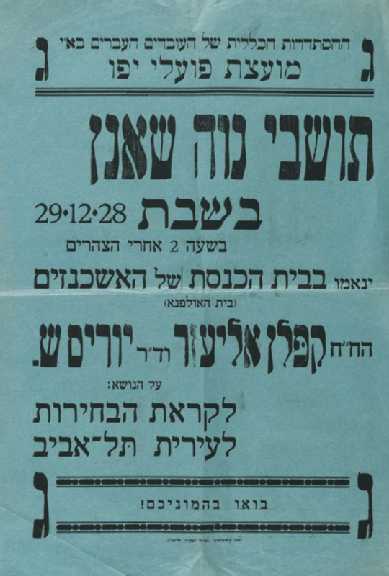 ההסתדרות הכללית של העובדים העברים בא״י
מועצת פועלי יפו
תושבי נוה שאנן
בשבת 29·12·28
בשעה 2 אחרי הצהרים
ינאמו בבית הכנסת של האשכנזים
(בית האולפנא)
הח״ח קפלן אליעזר וד״ר יורים ש.
על הנושא:
לקראת הבחירות
לעירית תל־אביב
בואו בהמוניכם!